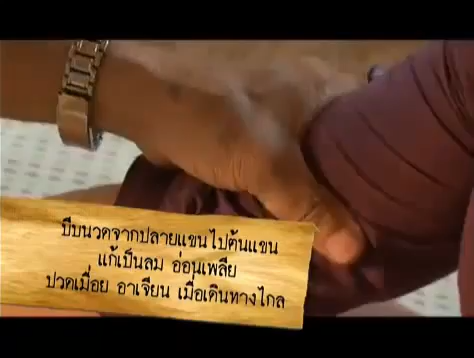 บีบนวดจากปลายแขนไปต้นแขน
แก้เป็นลม อ่อนเพลีย
ปวดเมื่อย อาเจียน เมื่อเดินทางไกล